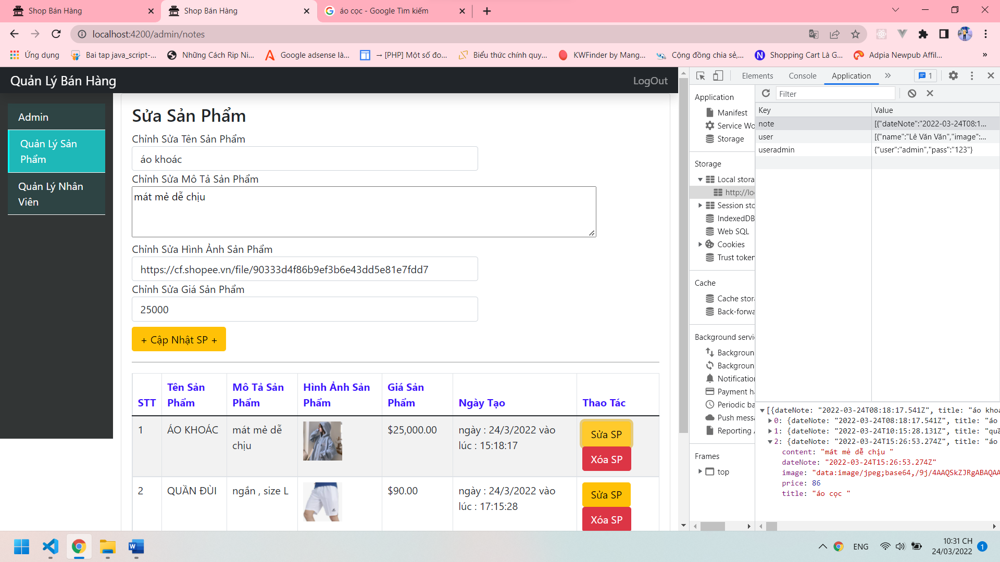 Shop Bán Hàng
Shop Bán Hàng
áo cọc - Google Tìm kiếm
localhost:4200/admin/notes
Ứng dụng
Bai tap java_script-...
Những Cách Rip Ni...
Google adsense là...
→ [PHP] Một số đo...
Biểu thức chính quy...
KWFinder by Mang...
Cộng đồng chia sẻ,...
Shopping Cart Là G...
Adpia Newpub Affil...
»
Quản Lý Bán Hàng
LogOut
Admin
Quản Lý Sản
Phẩm
Quản Lý Nhân
Viên
Sửa Sản Phẩm
Chỉnh Sửa Tên Sản Phẩm
áo khoác
Chỉnh Sửa Mô Tả Sản Phẩm
mát mẻ dễ chịu
Chỉnh Sửa Hình Ảnh Sản Phẩm
https://cf.shopee.vn/file/90333d4f86b9ef3b6e43dd5e81e7fdd7
Chỉnh Sửa Giá Sản Phẩm
25000
+ Cập Nhật SP +
STT
Tên Sản
Phẩm
Mô Tả Sản
Phẩm
Hình Ảnh Sản
Phẩm
Giá Sản
Phẩm
Ngày Tạo
Thao Tác
1
ÁO KHOÁC
mát mẻ dễ
chịu
$25,000.00
ngày : 24/3/2022 vào
lúc : 15:18:17
Sửa SP
Xóa SP
2
QUẦN ĐÙI
ngắn , size L
$90.00
ngày : 24/3/2022 vào
lúc : 17:15:28
Sửa SP
Xóa SP
Elements
Console
Application
»
1
Application
Manifest
Service Wo
Storage
Storage
Local stora
http://lo
Session sto
IndexedDB
Web SQL
Cookies
Trust token
Cache
Cache stora
Back-forwa
Background servi
Backgroun
Backgroun
Notification
Payment ha
Periodic ba
Push messa
Reporting A
Frames
top
Filter
Key
Value
note
[{"dateNote":"2022-03-24T08:1...
user
[{"name":"Lê Văn Văn","image":...
useradmin
{"user":"admin","pass":"123"}
[{dateNote: "2022-03-24T08:18:17.541Z", title: "áo khoa
0: {dateNote: "2022-03-24T08:18:17.541Z", title: "áo
1: {dateNote: "2022-03-24T10:15:28.131Z", title: "quầ
2: {dateNote: "2022-03-24T15:26:53.274Z", title: "áo
content: "mát mẻ dễ chịu "
dateNote: "2022-03-24T15:26:53.274Z"
image: "data:image/jpeg;base64,/9j/4AAQSkZJRgABAQAA
price: 86
title: "áo cọc "
ENG
10:31 CH
24/03/2022
1